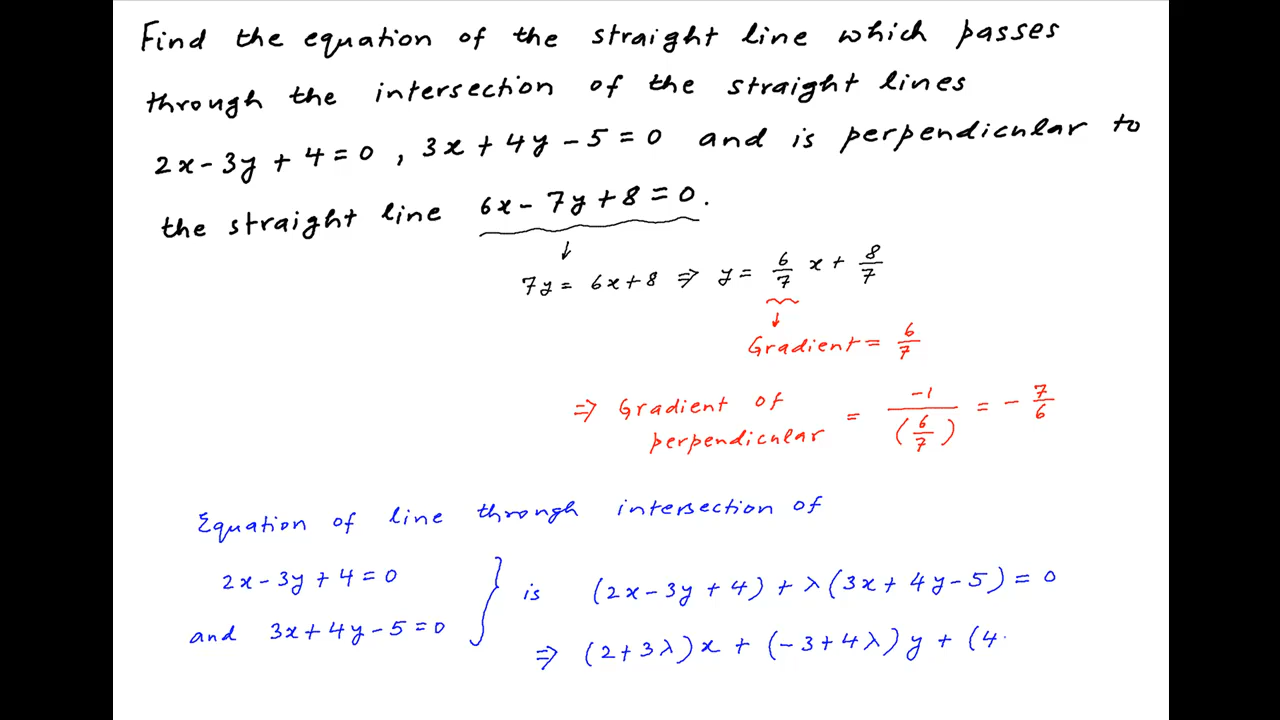 Find the equation of the straight line which passes
through the intersection of the straight lines
2x - 3y + 4 = 0 , 3x + 4y - 5 = 0 and is perpendicular to
the straight line 6x - 7y + 8 = 0.
↓
7y = 6x + 8 ⇒ y = 6/7 x + 8/7
↓
Gradient = 6/7
⇒ Gradient of perpendicular = -1/(6/7) = - 7/6
Equation of line through intersection of
2x - 3y + 4 = 0
and 3x + 4y - 5 = 0 } is (2x - 3y + 4) + λ(3x + 4y - 5) = 0
⇒ (2 + 3λ)x + (-3 + 4λ)y + (4